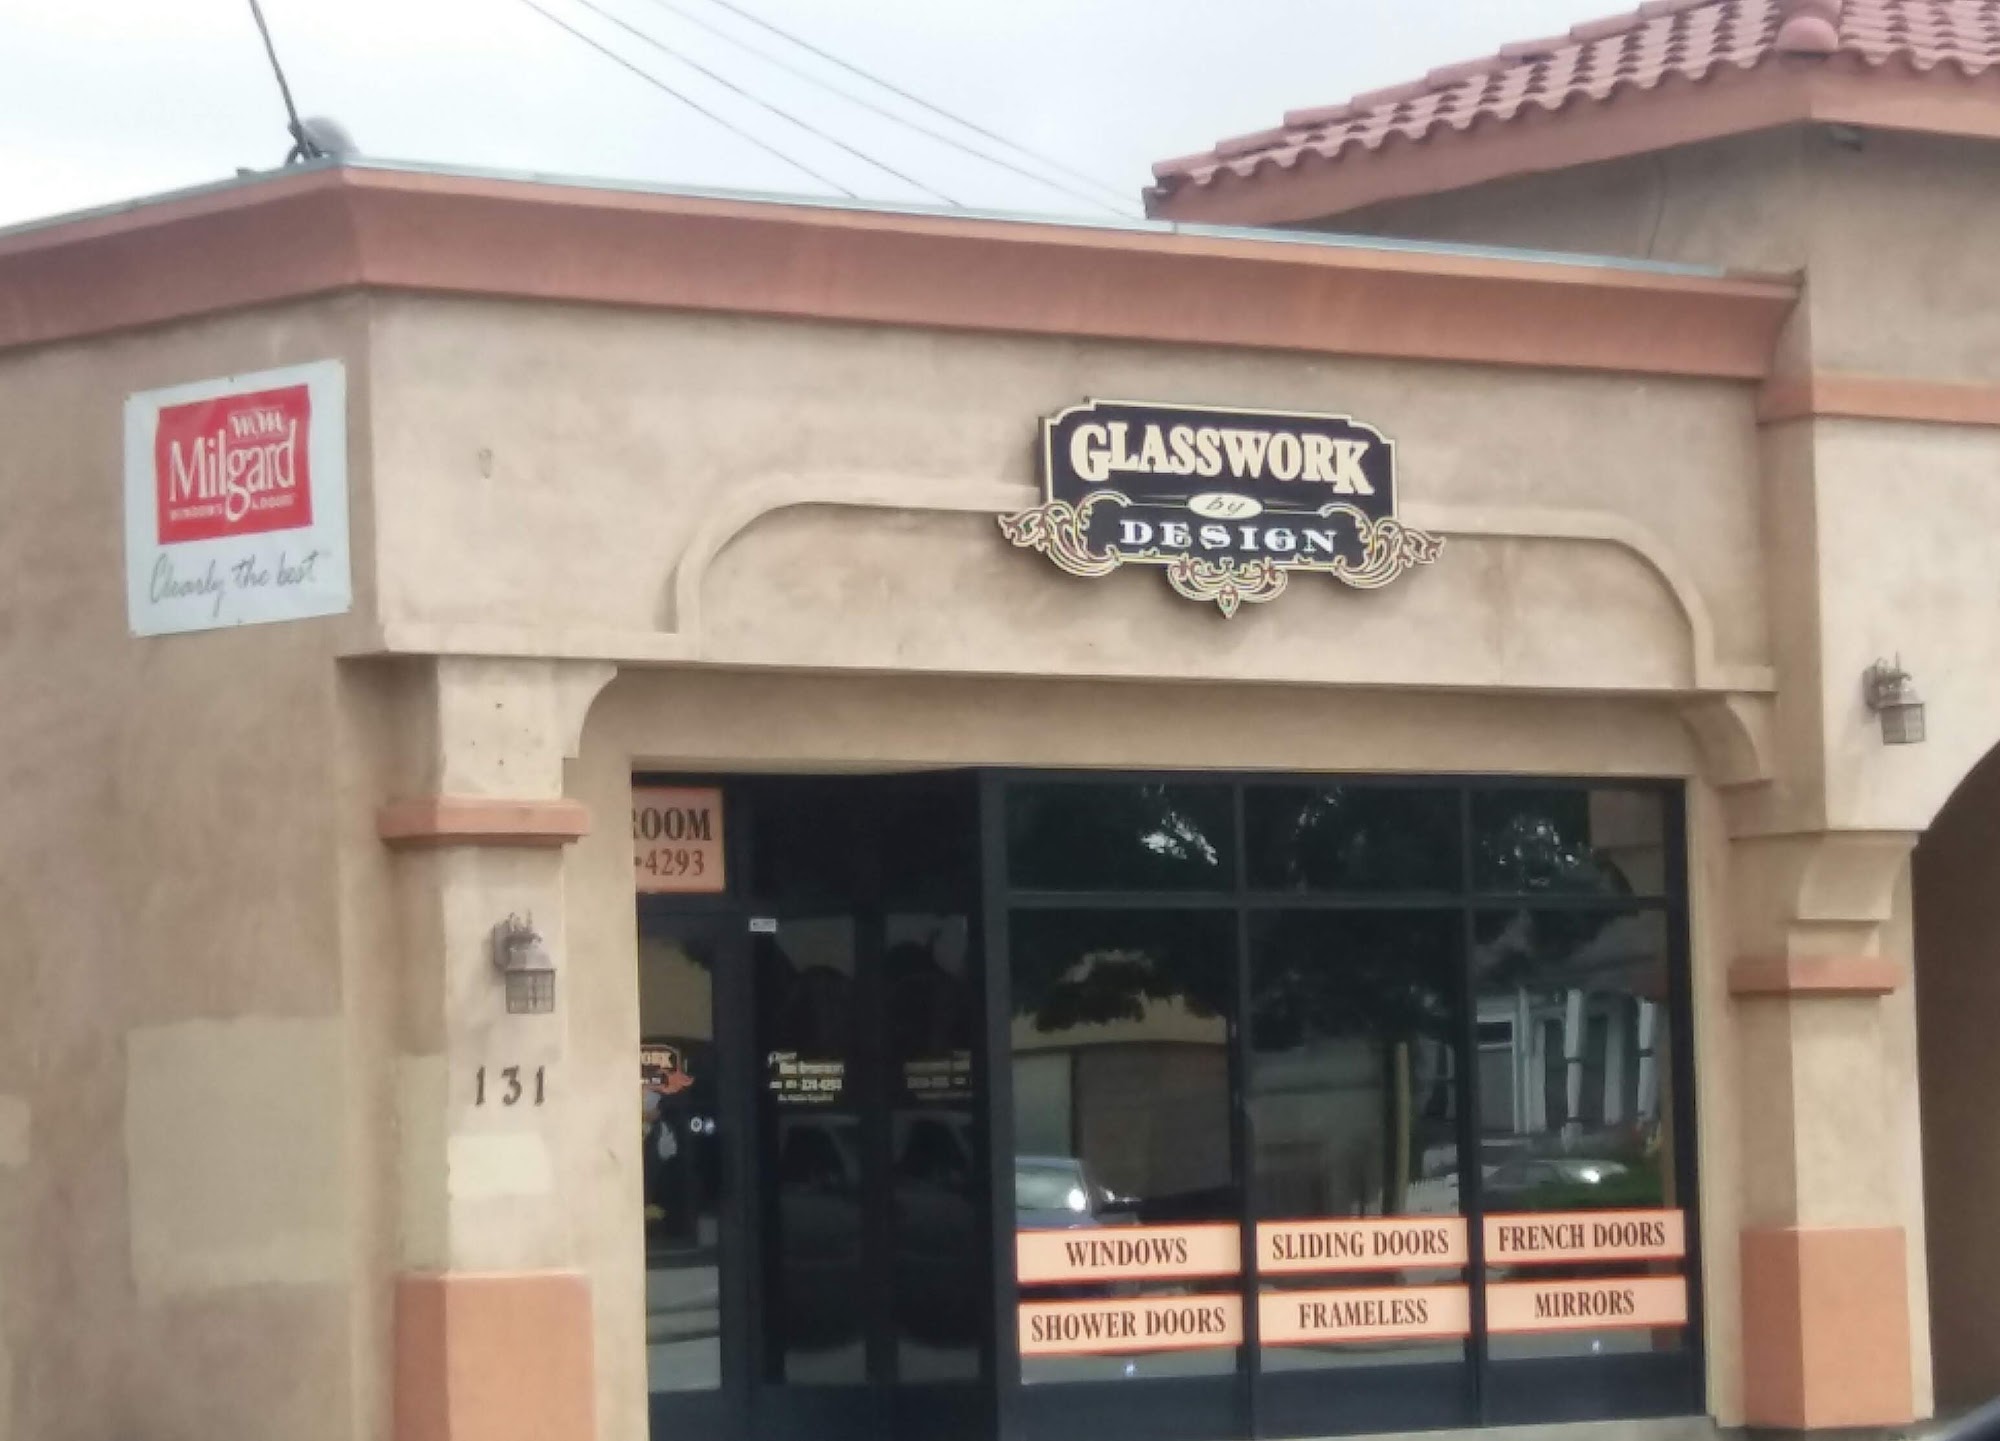 WOW
Milgard
WINDOWS & DOORS
Clearly the best
GLASSWORK
by
DESIGN
ROOM
•4293
131
WINDOWS
SLIDING DOORS
FRENCH DOORS
SHOWER DOORS
FRAMELESS
MIRRORS